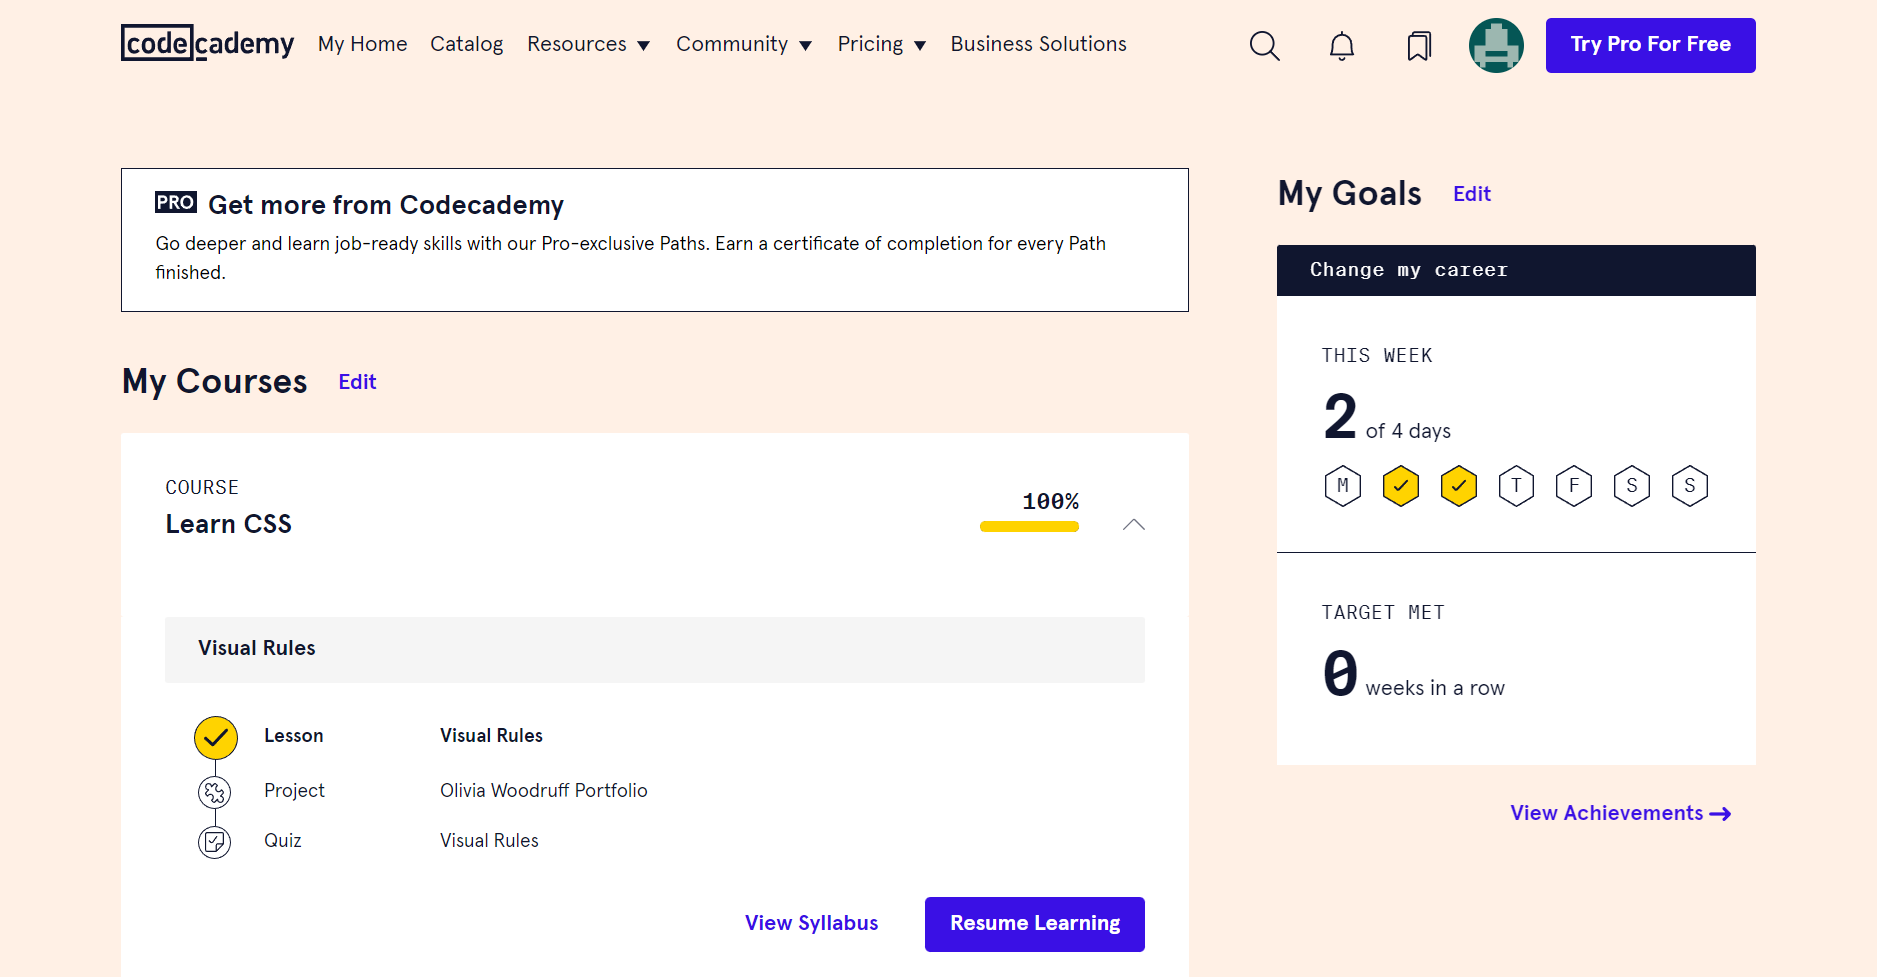 codecademy My Home Catalog Resources Community Pricing Business Solutions Try Pro For Free
PRO Get more from Codecademy
Go deeper and learn job-ready skills with our Pro-exclusive Paths. Earn a certificate of completion for every Path
finished.
My Courses Edit
COURSE
Learn CSS
100%
Visual Rules
Lesson Visual Rules
Project Olivia Woodruff Portfolio
Quiz Visual Rules
View Syllabus Resume Learning
My Goals Edit
Change my career
THIS WEEK
2 of 4 days
M T F S S
TARGET MET
0 weeks in a row
View Achievements